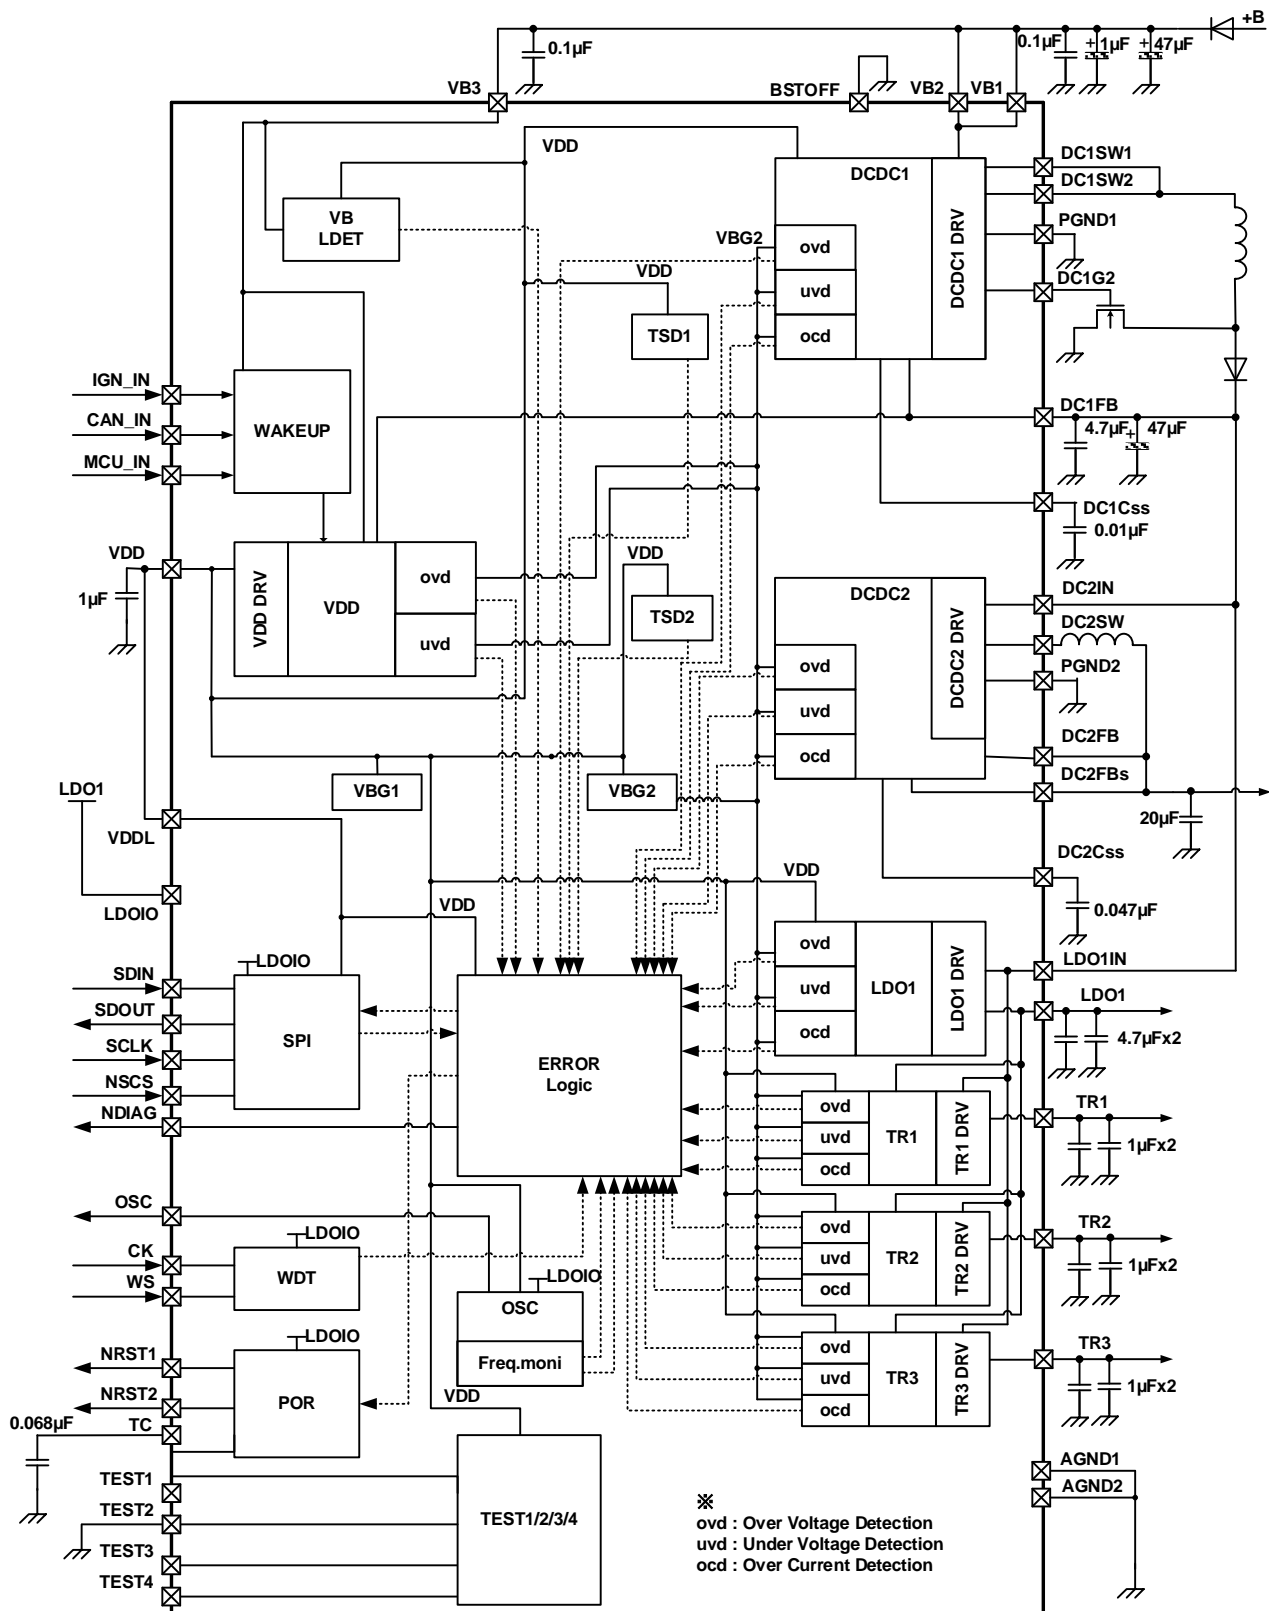 +B
0.1µF
0.1µF
1µF
47µF
VB3
BSTOFF
VB2
VB1
VDD
DCDC1
DC1SW1
DC1SW2
VB
LDET
PGND1
VBG2
ovd
DCDC1 DRV
VDD
uvd
DC1G2
TSD1
ocd
IGN_IN
DC1FB
CAN_IN
WAKEUP
4.7µF
47µF
MCU_IN
DC1Css
0.01µF
VDD
VDD
ovd
DCDC2
DC2IN
1µF
VDD DRV
VDD
TSD2
DC2SW
uvd
ovd
DCDC2 DRV
PGND2
uvd
DC2FB
ocd
LDO1
VBG1
VBG2
DC2FBs
20µF
VDDL
DC2Css
VDD
LDOIO
VDD
0.047µF
ovd
LDOIO
LDO1IN
SDIN
uvd
LDO1
LDO1 DRV
LDO1
SDOUT
SPI
ocd
4.7µFx2
SCLK
ERROR
Logic
NSCS
TR1
NDIAG
ovd
uvd
TR1
TR1 DRV
1µFx2
ocd
OSC
TR2
LDOIO
ovd
CK
WDT
uvd
TR2
TR2 DRV
1µFx2
WS
LDOIO
ocd
OSC
LDOIO
TR3
NRST1
Freq.moni
ovd
NRST2
POR
uvd
TR3
TR3 DRV
1µFx2
VDD
0.068µF
TC
ocd
AGND1
TEST1
AGND2
TEST2
TEST1/2/3/4
※
ovd : Over Voltage Detection
uvd : Under Voltage Detection
ocd : Over Current Detection
TEST3
TEST4